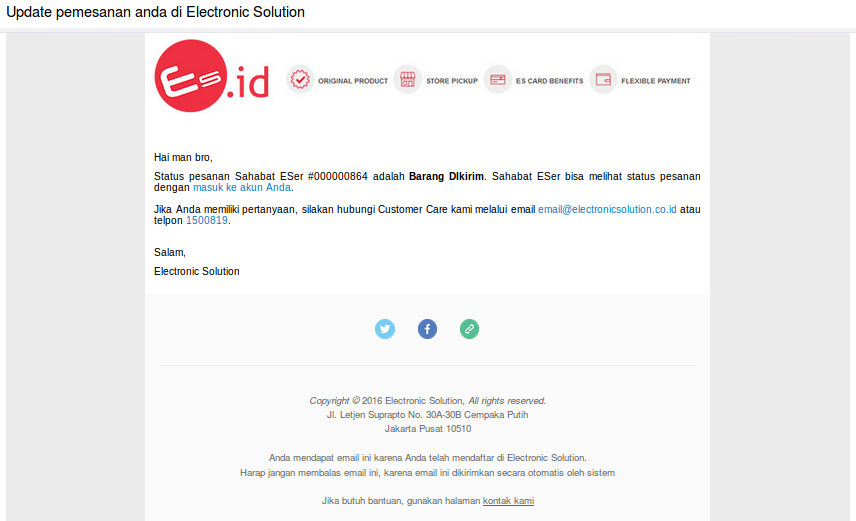 Update pemesanan anda di Electronic Solution
Es.id
ORIGINAL PRODUCT STORE PICKUP ES CARD BENEFITS FLEXIBLE PAYMENT
Hai man bro,
Status pesanan Sahabat ESer #000000864 adalah Barang DIkirim. Sahabat ESer bisa melihat status pesanan
dengan masuk ke akun Anda.
Jika Anda memiliki pertanyaan, silakan hubungi Customer Care kami melalui email email@electronicsolution.co.id atau
telpon 1500819.
Salam,
Electronic Solution
Copyright © 2016 Electronic Solution, All rights reserved.
Jl. Letjen Suprapto No. 30A-30B Cempaka Putih
Jakarta Pusat 10510
Anda mendapat email ini karena Anda telah mendaftar di Electronic Solution.
Harap jangan membalas email ini, karena email ini dikirimkan secara otomatis oleh sistem
Jika butuh bantuan, gunakan halaman kontak kami